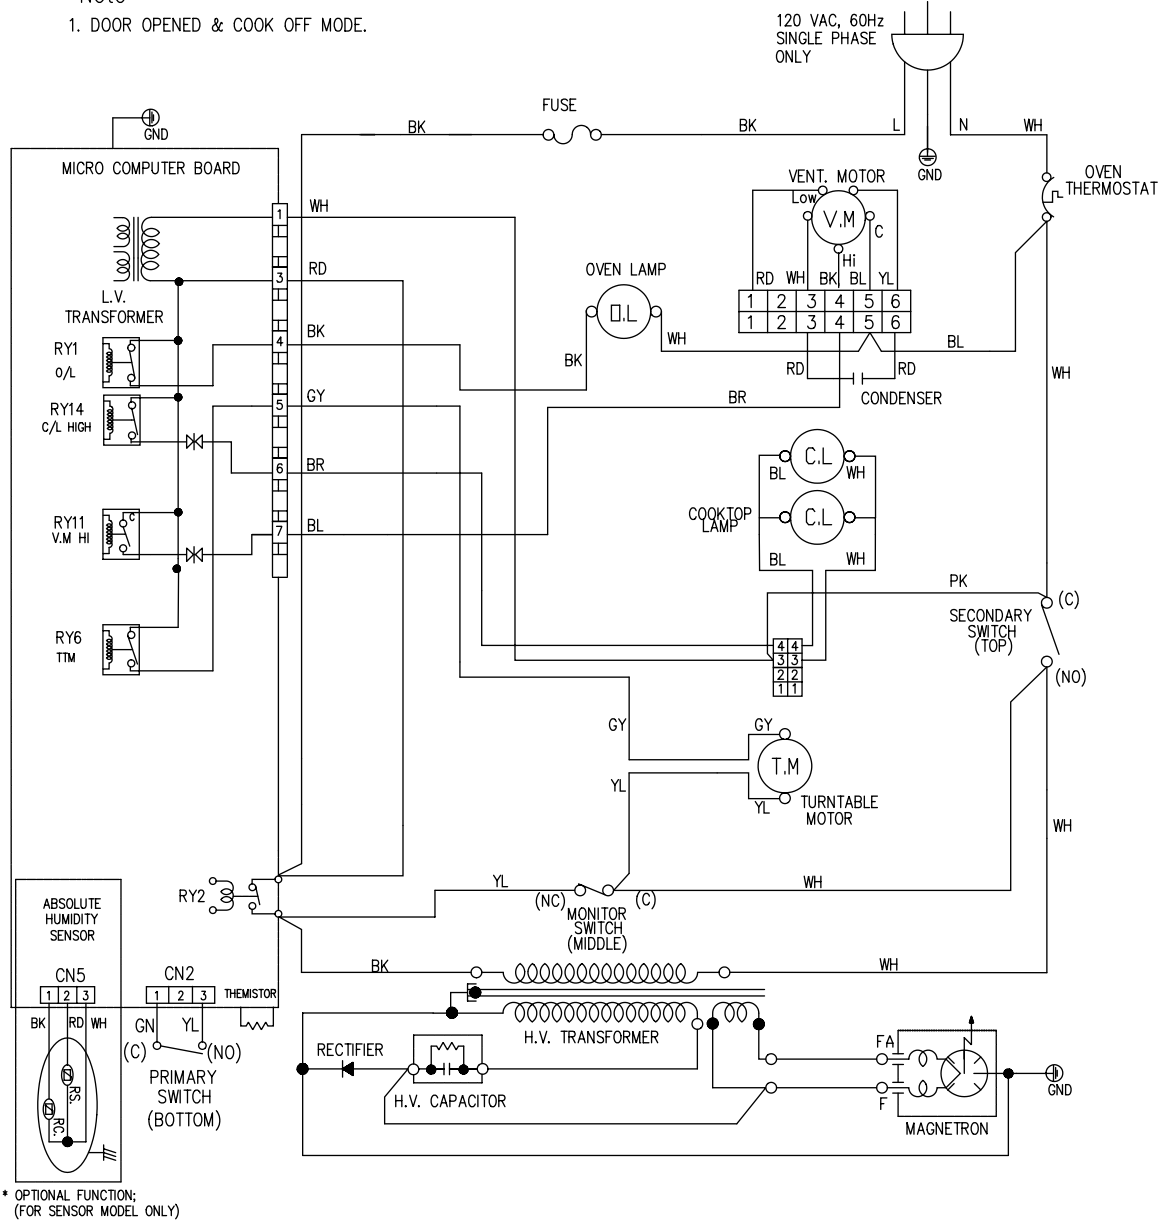 Note
1. DOOR OPENED & COOK OFF MODE.
120 VAC, 60Hz
SINGLE PHASE
ONLY
FUSE
BK
BK
L
N
WH
GND
GND
MICRO COMPUTER BOARD
OVEN
THERMOSTAT
VENT. MOTOR
Low
V.M
C
Hi
RD WH BK BL YL
1 2 3 4 5 6
1 2 3 4 5 6
RD
RD
CONDENSER
BL
WH
1
WH
3
RD
L.V.
TRANSFORMER
OVEN LAMP
O.L
BK
WH
RY1
O/L
4
BK
RY14
C/L HIGH
5
GY
BR
6
BR
RY11
V.M HI
C
7
BL
C.L
BL
WH
COOKTOP
LAMP
C.L
BL
WH
PK
(C)
SECONDARY
SWITCH
(TOP)
(NO)
4 4
3 3
2 2
1 1
RY6
TTM
GY
GY
T.M
YL
YL
TURNTABLE
MOTOR
WH
RY2
YL
(NC)
(C)
WH
MONITOR
SWITCH
(MIDDLE)
ABSOLUTE
HUMIDITY
SENSOR
CN5
1 2 3
BK RD WH
RS.
RC.
CN2
1 2 3
GN YL
(C)
(NO)
PRIMARY
SWITCH
(BOTTOM)
THEMISTOR
BK
WH
H.V. TRANSFORMER
RECTIFIER
H.V. CAPACITOR
FA
F
MAGNETRON
GND
* OPTIONAL FUNCTION;
(FOR SENSOR MODEL ONLY)